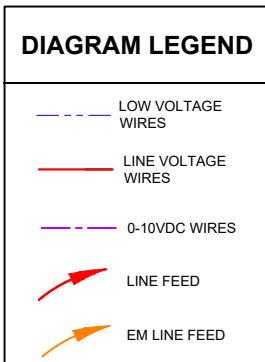 DIAGRAM LEGEND
LOW VOLTAGE
WIRES
LINE VOLTAGE
WIRES
0-10VDC WIRES
LINE FEED
EM LINE FEED